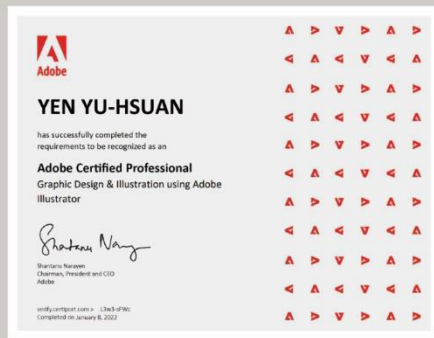 Adobe
YEN YU-HSUAN
has successfully completed the
requirements to be recognized as an
Adobe Certified Professional
Graphic Design & Illustration using Adobe
Illustrator
Shantanu Narayen
Chairman, President and CEO
Adobe
verify.certiport.com >
Completed on January 8, 2022